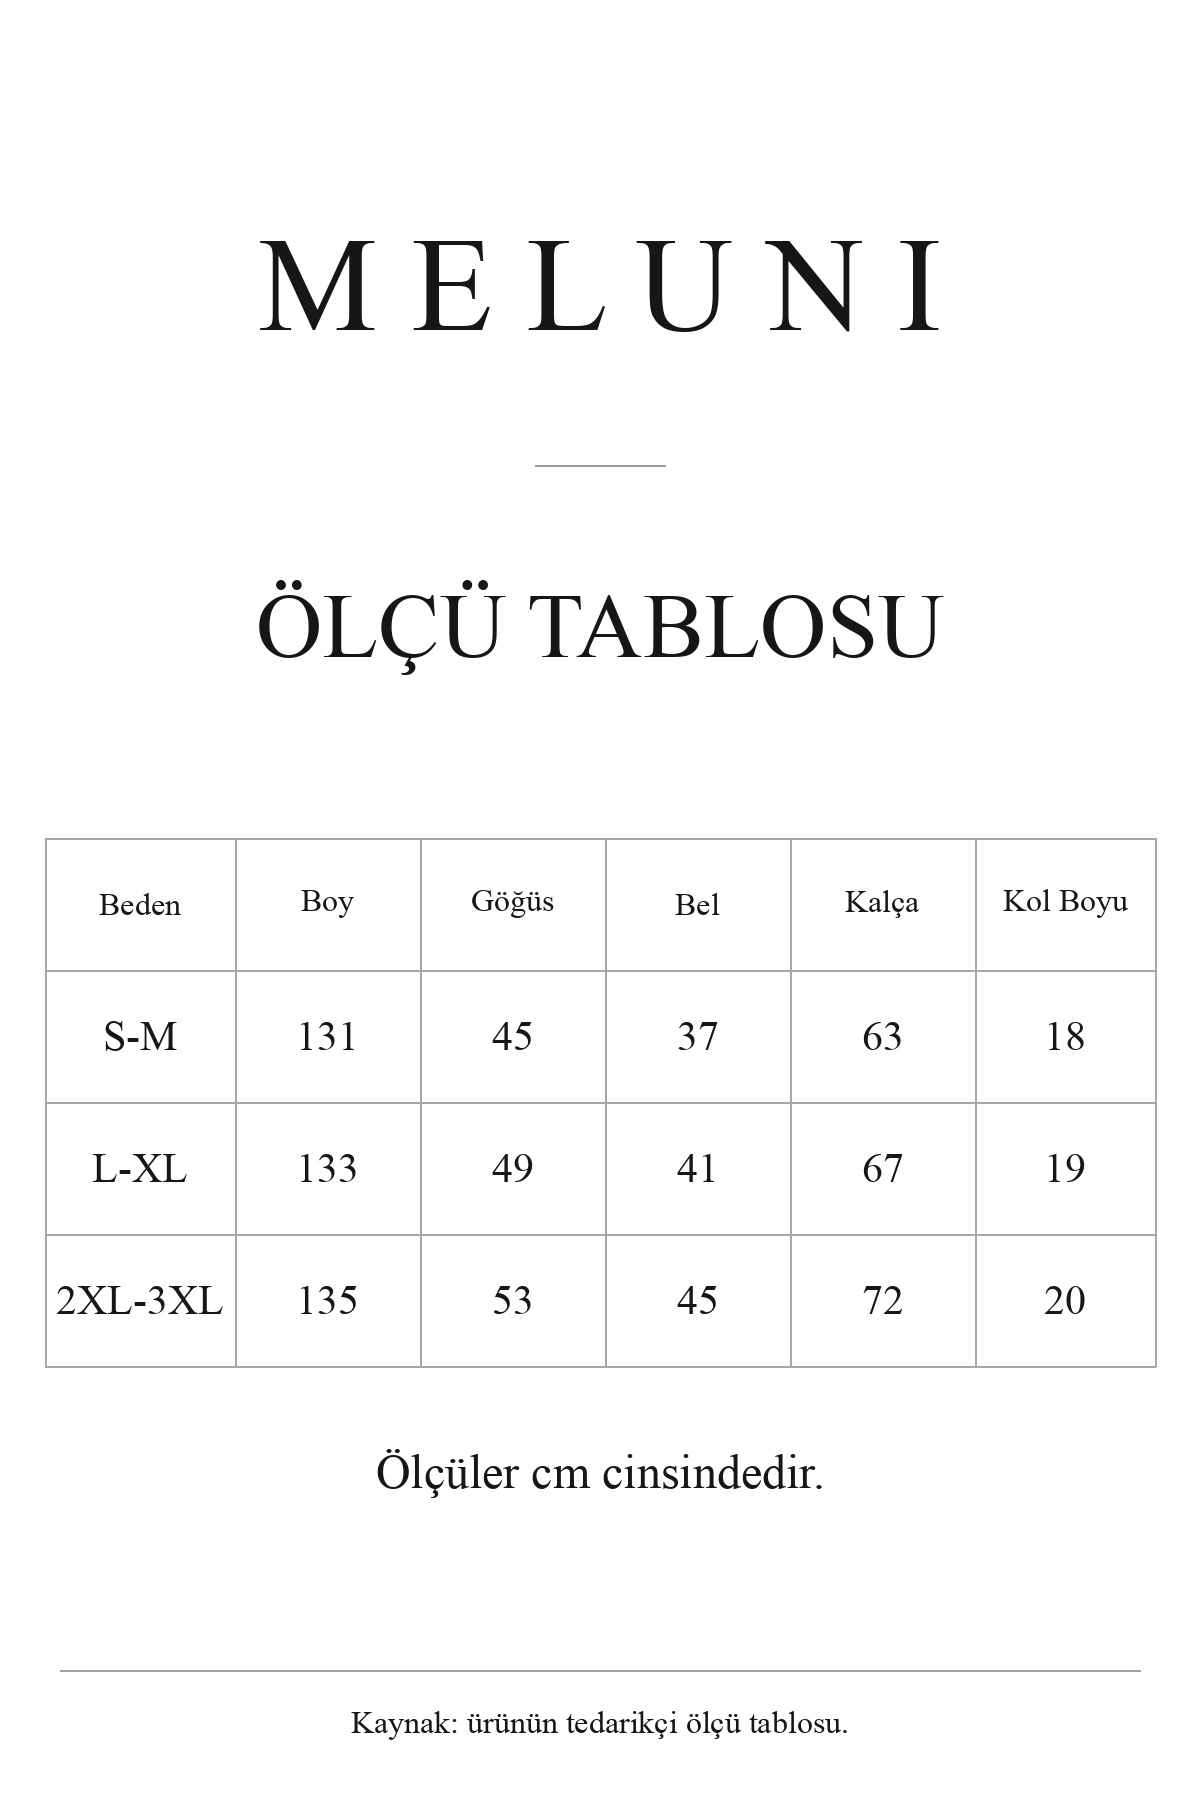 MELUNI
ÖLÇÜ TABLOSU
Beden Boy Göğüs Bel Kalça Kol Boyu
S-M 131 45 37 63 18
L-XL 133 49 41 67 19
2XL-3XL 135 53 45 72 20
Ölçüler cm cinsindedir.
Kaynak: ürünün tedarikçi ölçü tablosu.